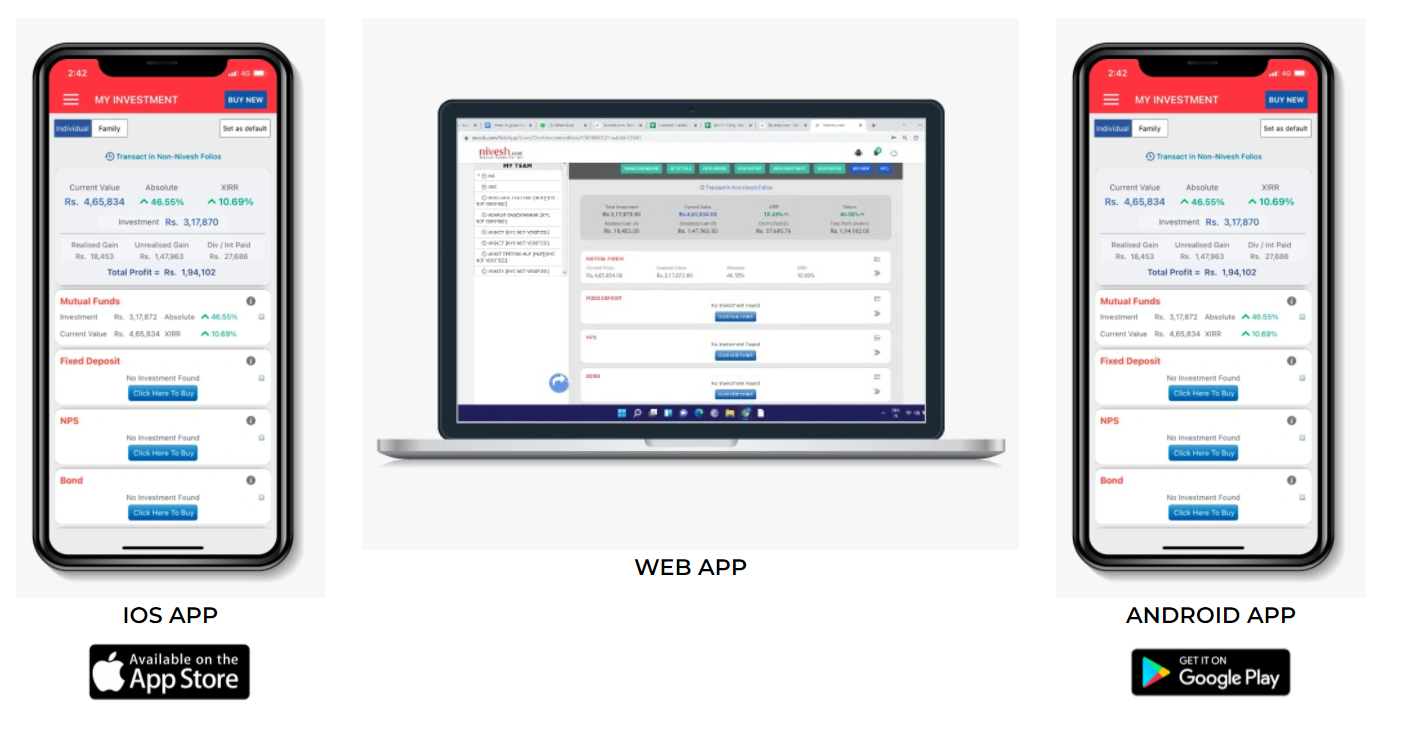 2:42
4G
MY INVESTMENT
BUY NEW
Individual
Family
Set as default
Transact in Non-Nivesh Folios
Current Value Absolute XIRR
Rs. 4,65,834 46.55% 10.69%
Investment Rs. 3,17,870
Realised Gain Unrealised Gain Div / Int Paid
Rs. 18,453 Rs. 1,47,963 Rs. 27,686
Total Profit = Rs. 1,94,102
Mutual Funds
Investment Rs. 3,17,872 Absolute 46.55%
Current Value Rs. 4,65,834 XIRR 10.69%
Fixed Deposit
No Investment Found
Click Here To Buy
NPS
No Investment Found
Click Here To Buy
Bond
No Investment Found
Click Here To Buy
IOS APP
Available on the
App Store
nivesh.com
MY TEAM
Transact in Non-nivesh Folios
Total Investment Current Value XIRR Return
Rs.3,17,870.00 Rs.4,65,834.00 10.69% 46.55%
Rs. 18,453.00 Rs. 1,47,963.00 Rs. 27,685.76 Rs. 1,94,102.00
MUTUAL FUNDS
Current Value Invested Value Absolute XIRR
Rs.4,65,834.00 Rs.3,17,872.00 46.55% 10.69%
FIXED DEPOSIT
No Investment Found
CLICK HERE TO BUY
NPS
No Investment Found
CLICK HERE TO BUY
BOND
No Investment Found
CLICK HERE TO BUY
WEB APP
2:42
4G
MY INVESTMENT
BUY NEW
Individual
Family
Set as default
Transact in Non-Nivesh Folios
Current Value Absolute XIRR
Rs. 4,65,834 46.55% 10.69%
Investment Rs. 3,17,870
Realised Gain Unrealised Gain Div / Int Paid
Rs. 18,453 Rs. 1,47,963 Rs. 27,686
Total Profit = Rs. 1,94,102
Mutual Funds
Investment Rs. 3,17,872 Absolute 46.55%
Current Value Rs. 4,65,834 XIRR 10.69%
Fixed Deposit
No Investment Found
Click Here To Buy
NPS
No Investment Found
Click Here To Buy
Bond
No Investment Found
Click Here To Buy
ANDROID APP
GET IT ON
Google Play